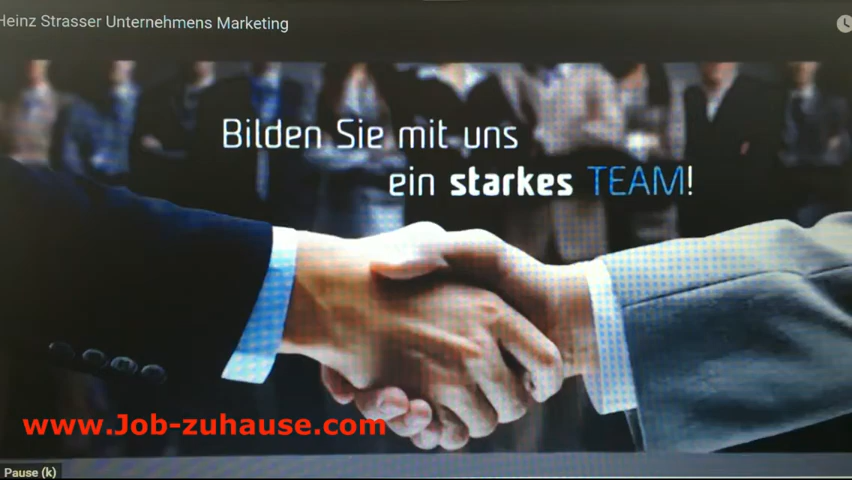 Heinz Strasser Unternehmens Marketing
Bilden Sie mit uns
ein starkes TEAM!
www.Job-zuhause.com
Pause (k)